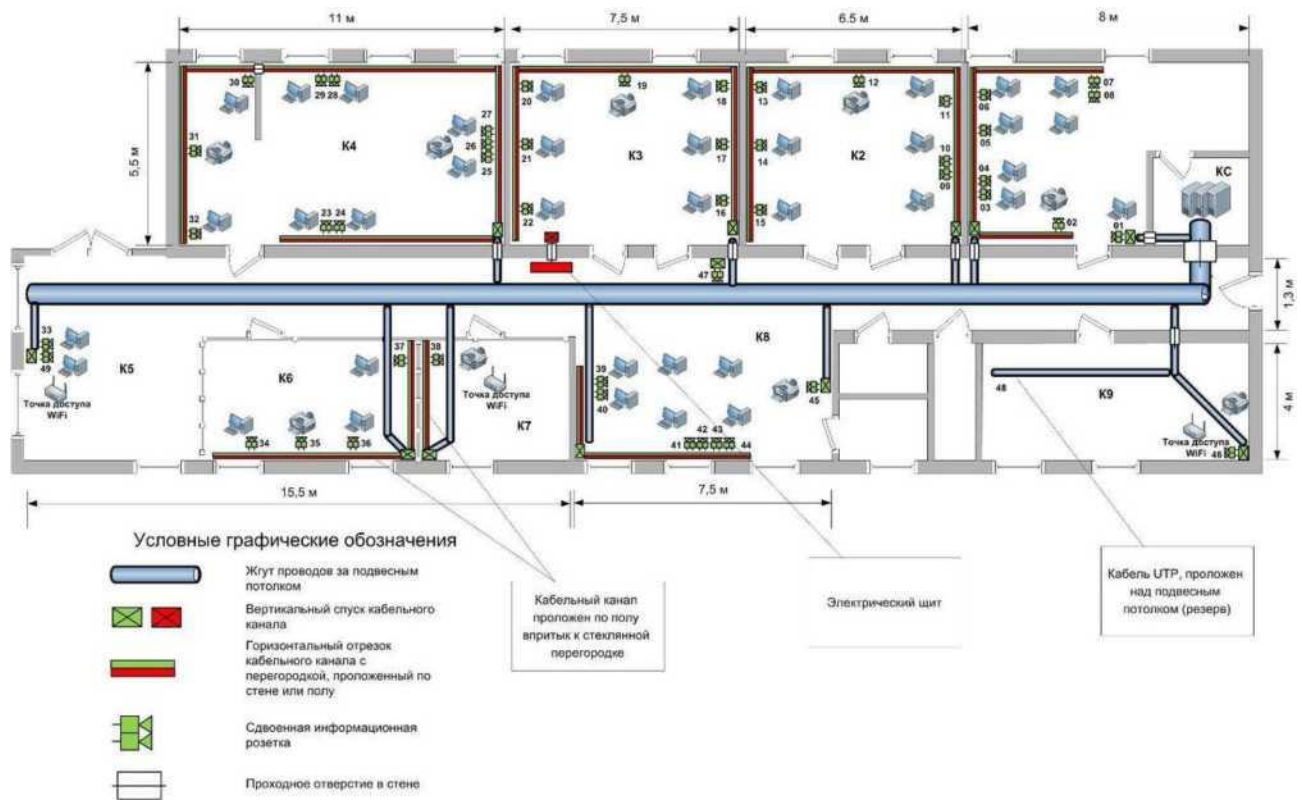 11 м
7,5 м
6.5 м
8 м
5,5 м
30
29 28
27
26
25
31
32
23 24
К4
20
19
18
21
17
22
16
К3
13
12
11
14
10
09
15
К2
06
07
08
05
04
03
02
01
КС
47
1,3 м
33
49
Точка доступа
WiFi
К5
К6
34
35
36
37
38
Точка доступа
WiFi
К7
39
40
К8
42 43
41
44
45
48
К9
Точка доступа
WiFi
46
4 м
15,5 м
7,5 м
Условные графические обозначения
Жгут проводов за подвесным
потолком
Вертикальный спуск кабельного
канала
Горизонтальный отрезок
кабельного канала с
перегородкой, проложенный по
стене или полу
Сдвоенная информационная
розетка
Проходное отверстие в стене
Кабельный канал
проложен по полу
впритык к стеклянной
перегородке
Электрический щит
Кабель UTP, проложен
над подвесным
потолком (резерв)